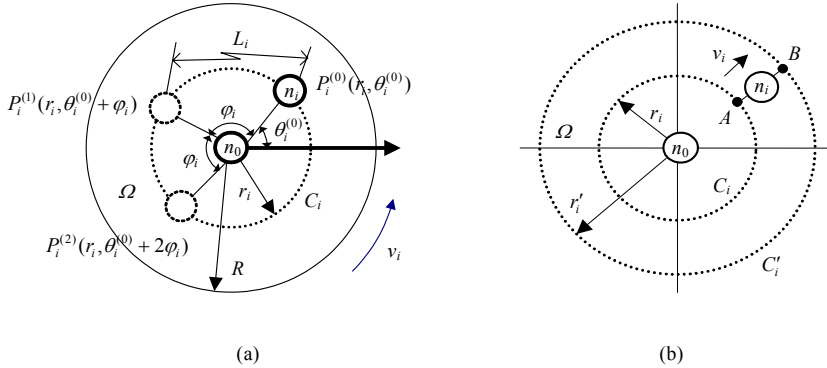 L_i
P_i^{(0)}(r_i, θ_i^{(0)})
n_i
P_i^{(1)}(r_i, θ_i^{(0)} + φ_i)
φ_i
θ_i^{(0)}
n_0
φ_i
Ω
r_i
C_i
P_i^{(2)}(r_i, θ_i^{(0)} + 2φ_i)
R
v_i
(a)
v_i
B
n_i
r_i
A
Ω
n_0
C_i
r_i′
C_i′
(b)